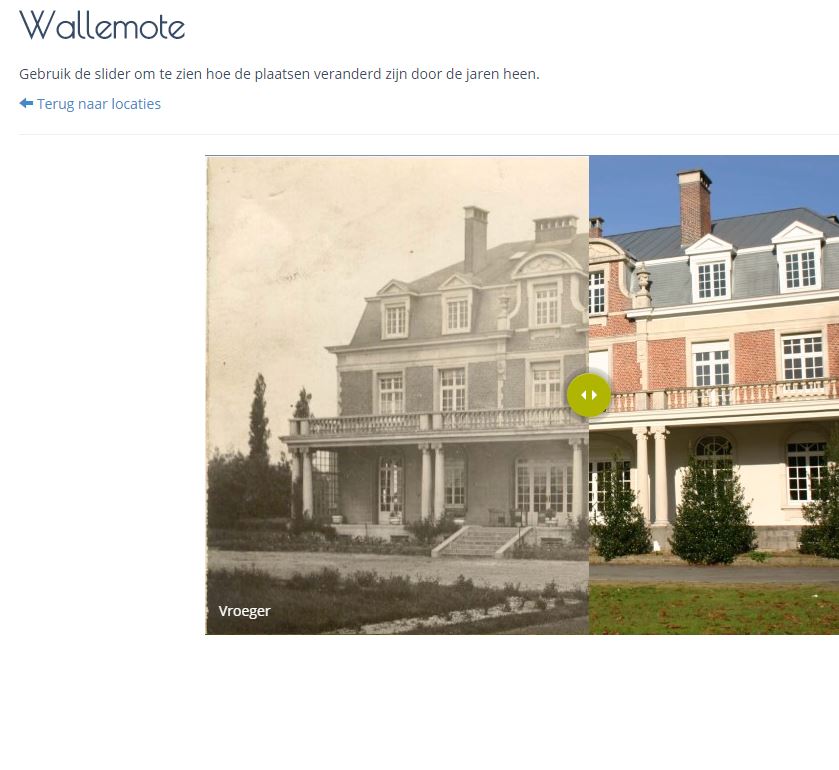 Wallemote
Gebruik de slider om te zien hoe de plaatsen veranderd zijn door de jaren heen.
Terug naar locaties
Vroeger